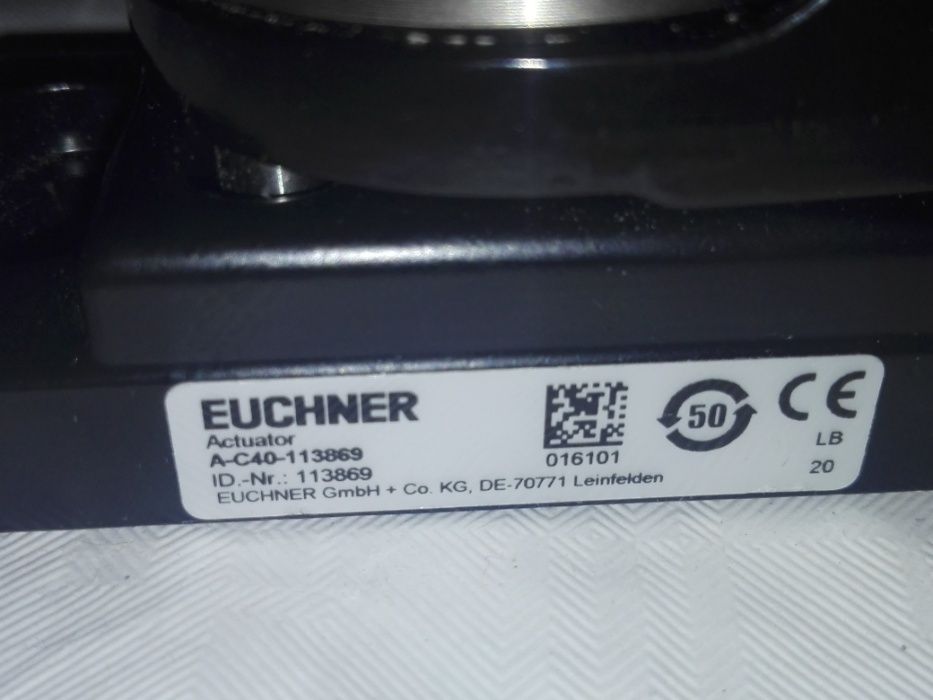 EUCHNER
Actuator
A-C40-113869
ID.-Nr.: 113869
EUCHNER GmbH + Co. KG, DE-70771 Leinfelden
016101
50
CE
LB
20